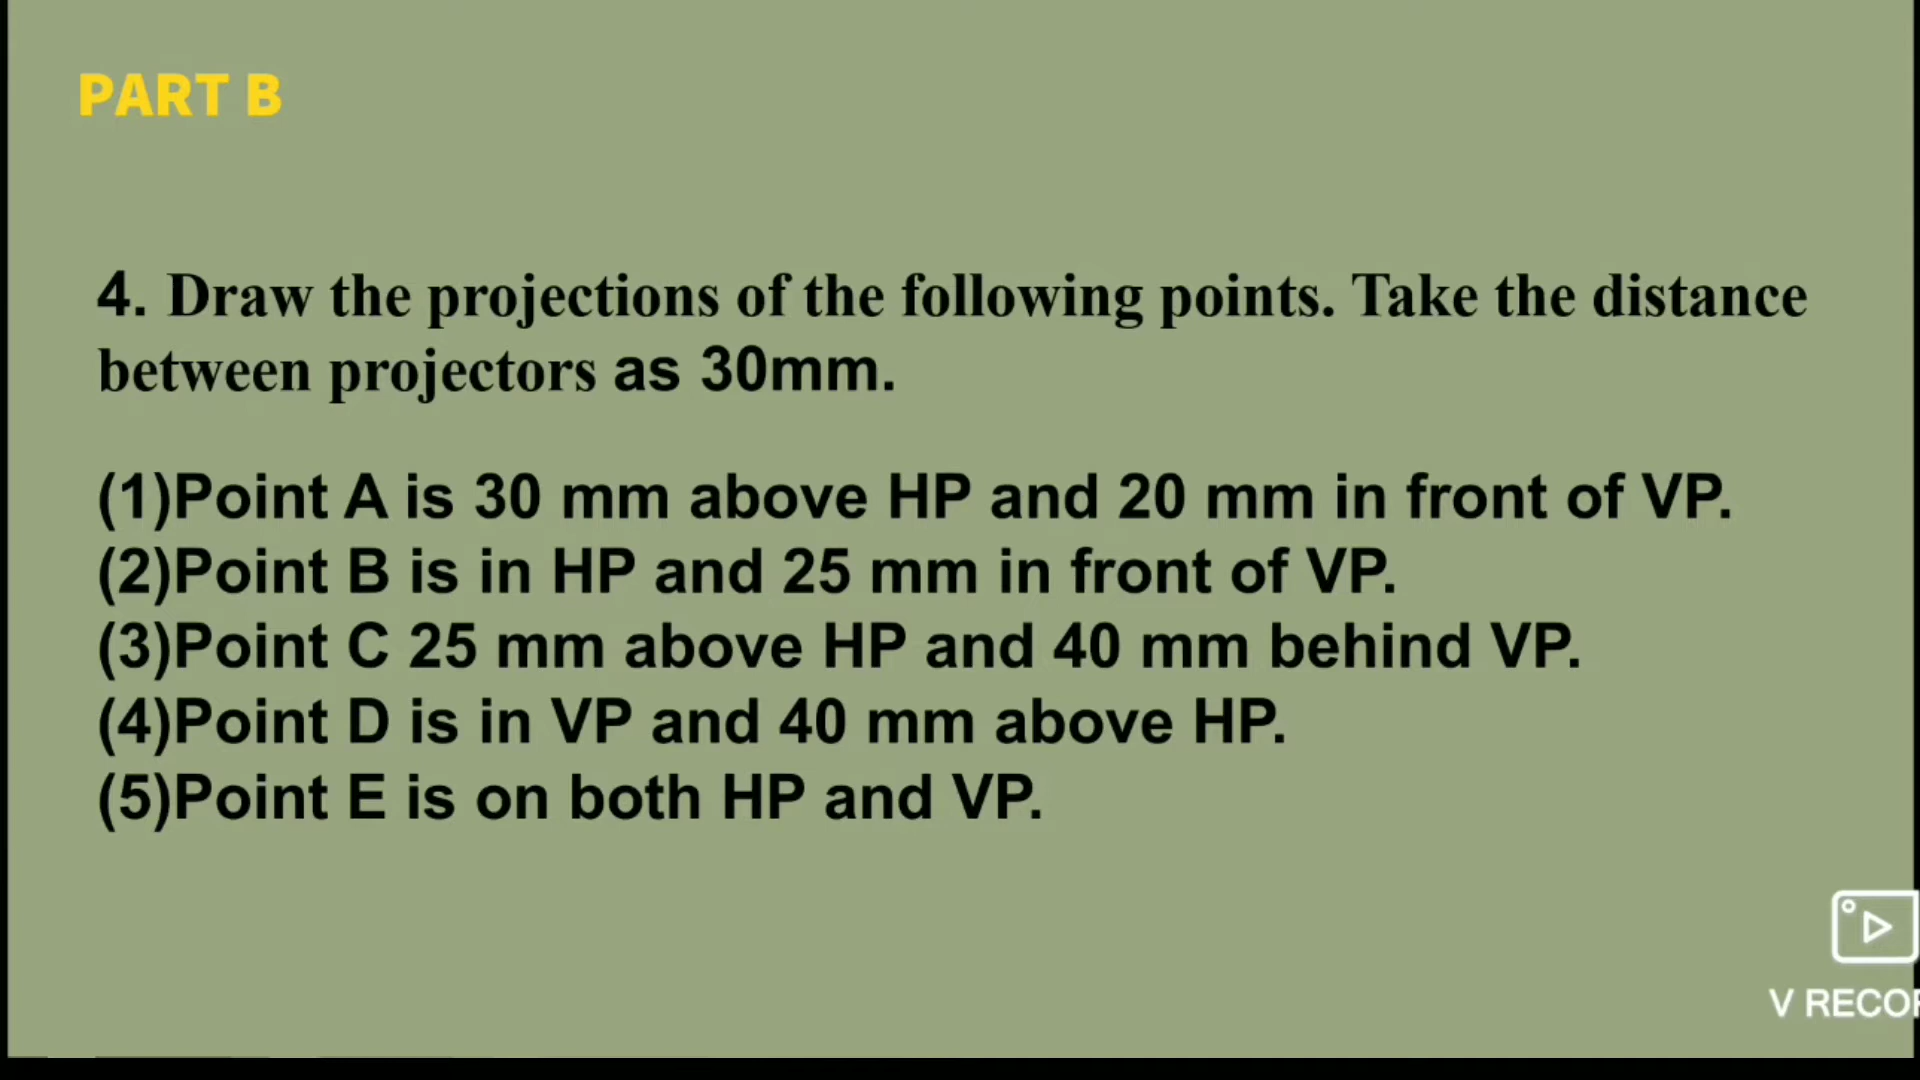 PART B
4. Draw the projections of the following points. Take the distance
between projectors as 30mm.
(1)Point A is 30 mm above HP and 20 mm in front of VP.
(2)Point B is in HP and 25 mm in front of VP.
(3)Point C 25 mm above HP and 40 mm behind VP.
(4)Point D is in VP and 40 mm above HP.
(5)Point E is on both HP and VP.
V RECOR